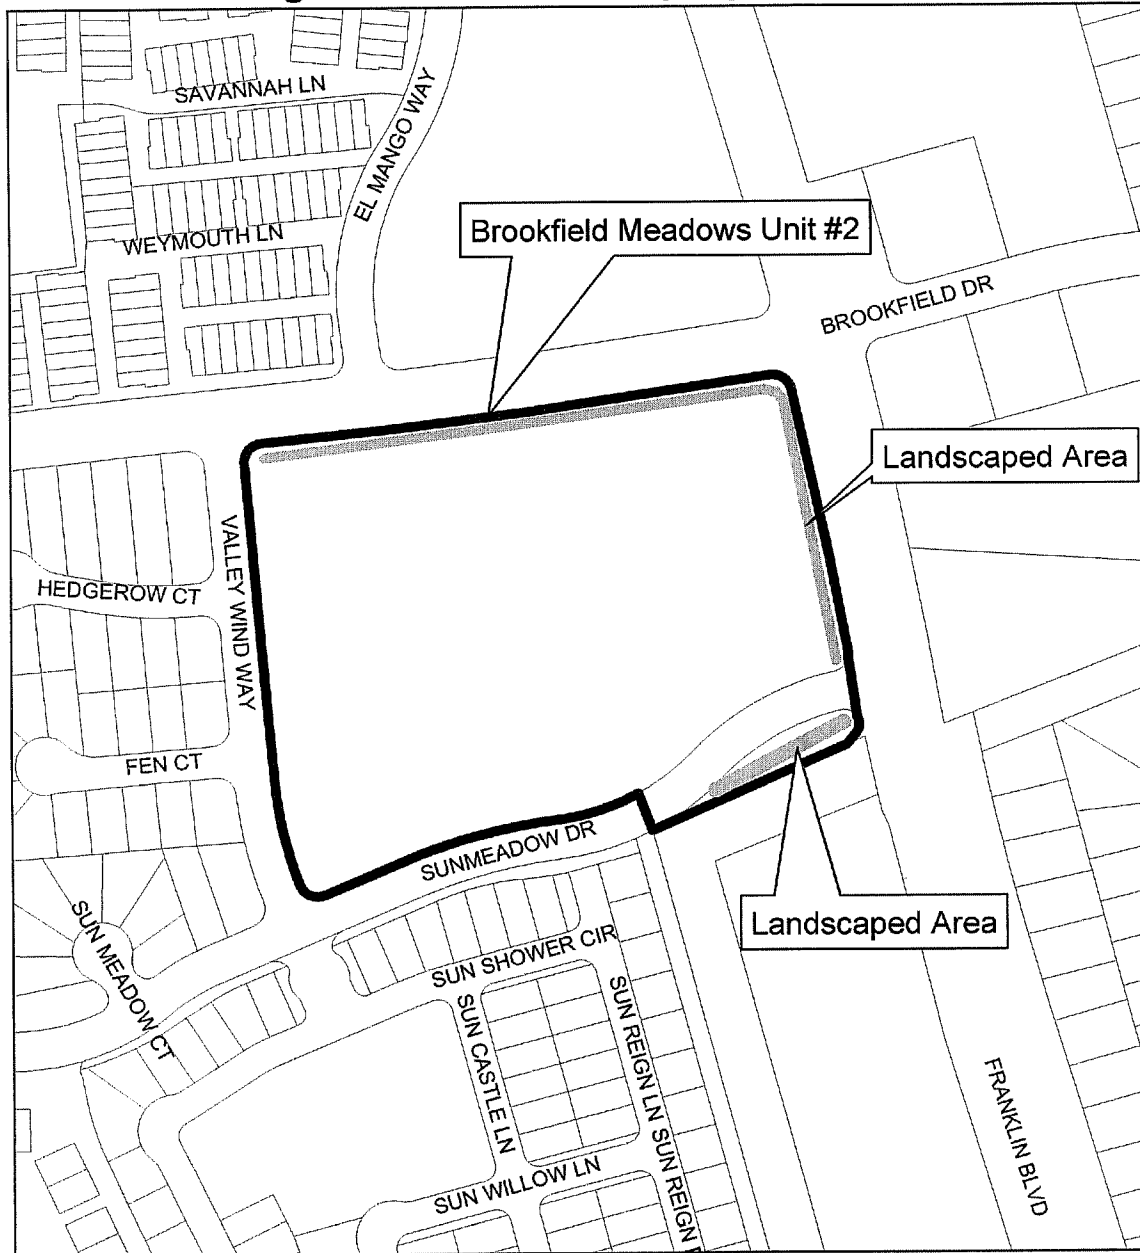 SAVANNAH LN
EL MANGO WAY
WEYMOUTH LN
Brookfield Meadows Unit #2
BROOKFIELD DR
Landscaped Area
VALLEY WIND WAY
HEDGEROW CT
FEN CT
SUNMEADOW DR
Landscaped Area
SUN MEADOW CT
SUN SHOWER CIR
SUN CASTLE LN
SUN REIGN LN
SUN REIGN
FRANKLIN BLVD
SUN WILLOW LN